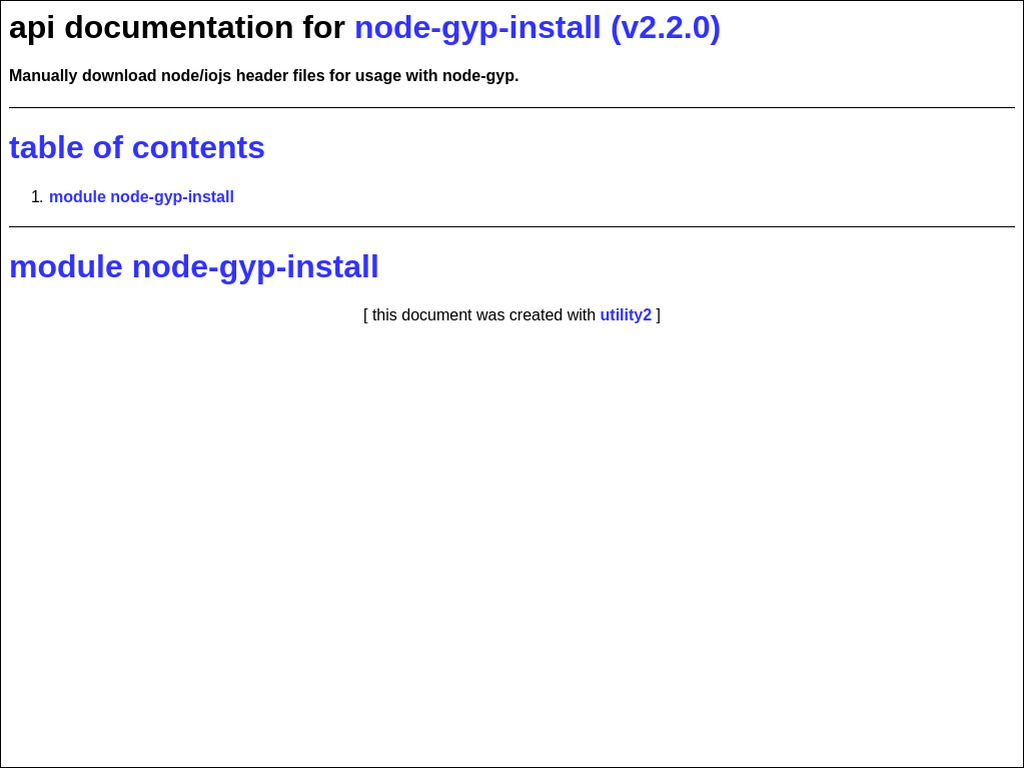 api documentation for node-gyp-install (v2.2.0)
Manually download node/iojs header files for usage with node-gyp.
table of contents
1. module node-gyp-install
module node-gyp-install
[ this document was created with utility2 ]